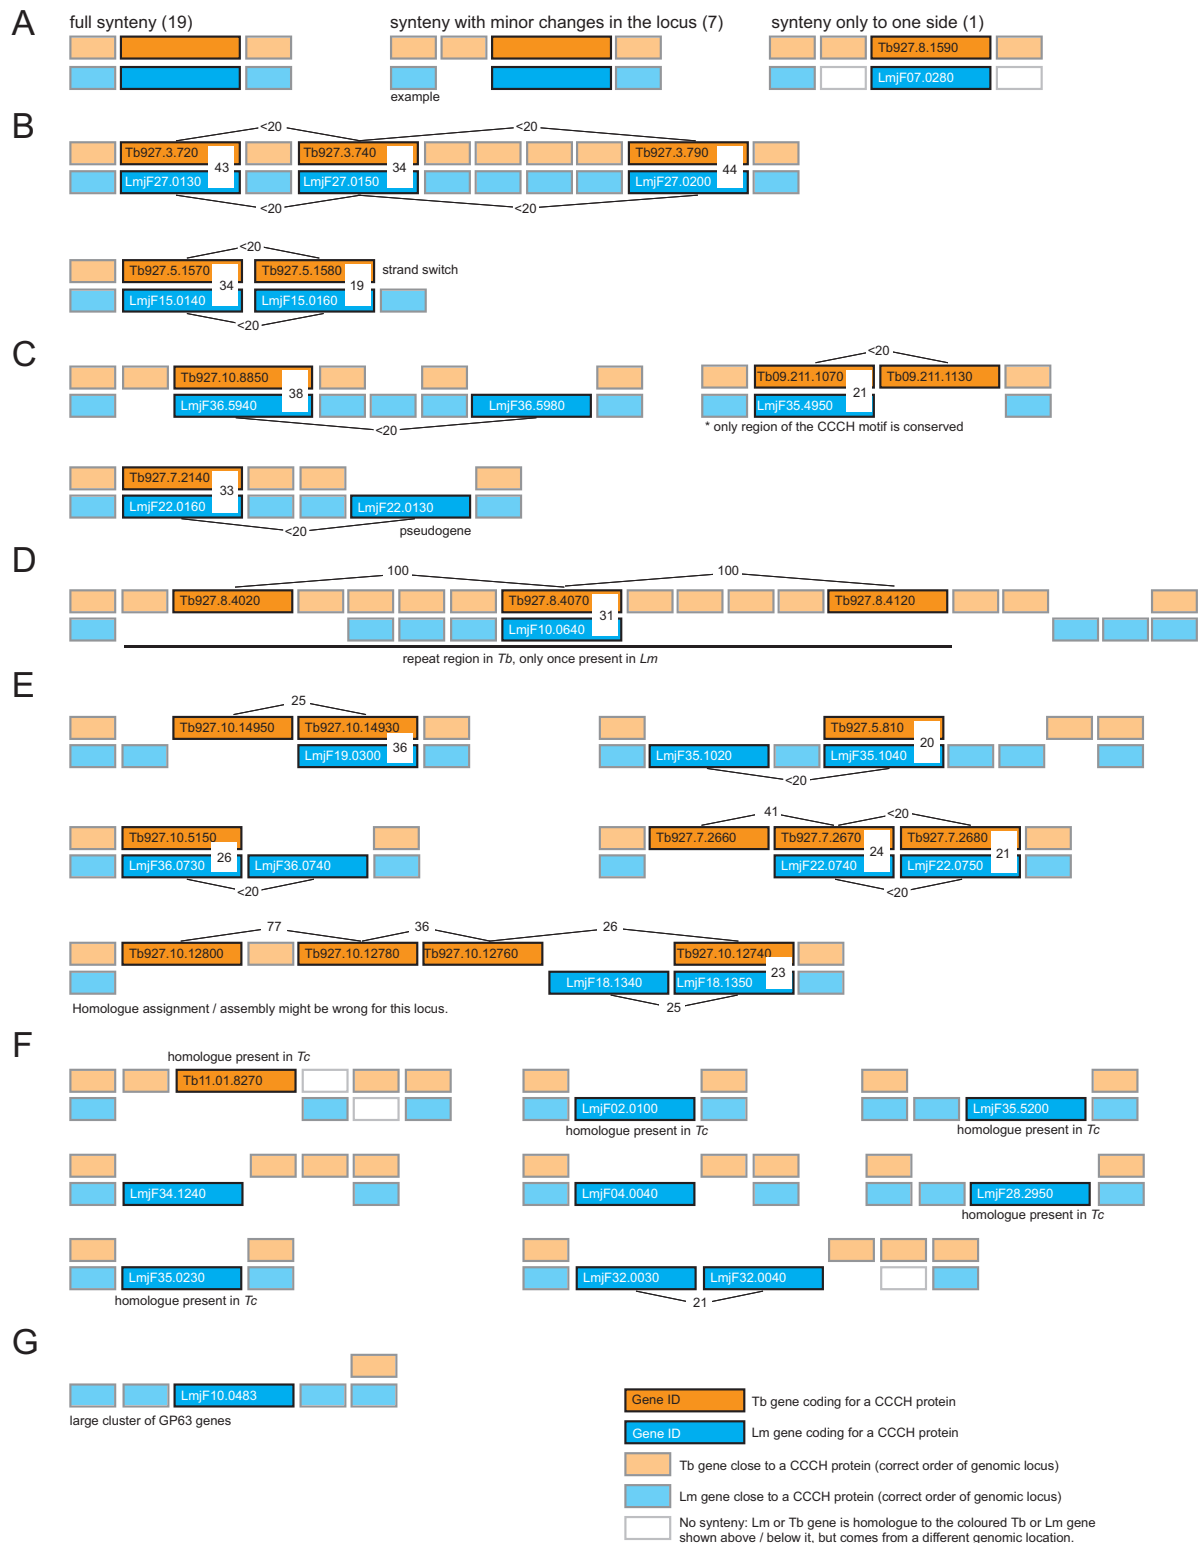 A
full synteny (19)
synteny with minor changes in the locus (7)
synteny only to one side (1)
Tb927.8.1590
LmjF07.0280
example
B
<20
<20
Tb927.3.720
Tb927.3.740
Tb927.3.790
43
34
44
LmjF27.0130
LmjF27.0150
LmjF27.0200
<20
<20
<20
Tb927.5.1570
Tb927.5.1580
strand switch
34
19
LmjF15.0140
LmjF15.0160
<20
C
<20
Tb927.10.8850
Tb09.211.1070
Tb09.211.1130
38
21
LmjF36.5940
LmjF36.5980
LmjF35.4950
<20
* only region of the CCCH motif is conserved
Tb927.7.2140
33
LmjF22.0160
LmjF22.0130
<20
pseudogene
D
100
100
Tb927.8.4020
Tb927.8.4070
Tb927.8.4120
31
LmjF10.0640
repeat region in Tb, only once present in Lm
E
25
Tb927.10.14950
Tb927.10.14930
Tb927.5.810
36
20
LmjF19.0300
LmjF35.1020
LmjF35.1040
<20
41
<20
Tb927.10.5150
Tb927.7.2660
Tb927.7.2670
Tb927.7.2680
26
24
21
LmjF36.0730
LmjF36.0740
LmjF22.0740
LmjF22.0750
<20
<20
77
36
26
Tb927.10.12800
Tb927.10.12780
Tb927.10.12760
Tb927.10.12740
23
LmjF18.1340
LmjF18.1350
25
Homologue assignment / assembly might be wrong for this locus.
F
homologue present in Tc
Tb11.01.8270
LmjF02.0100
LmjF35.5200
homologue present in Tc
homologue present in Tc
LmjF34.1240
LmjF04.0040
LmjF28.2950
homologue present in Tc
LmjF35.0230
LmjF32.0030
LmjF32.0040
homologue present in Tc
21
G
LmjF10.0483
large cluster of GP63 genes
Gene ID
Tb gene coding for a CCCH protein
Gene ID
Lm gene coding for a CCCH protein
Tb gene close to a CCCH protein (correct order of genomic locus)
Lm gene close to a CCCH protein (correct order of genomic locus)
No synteny: Lm or Tb gene is homologue to the coloured Tb or Lm gene
shown above / below it, but comes from a different genomic location.